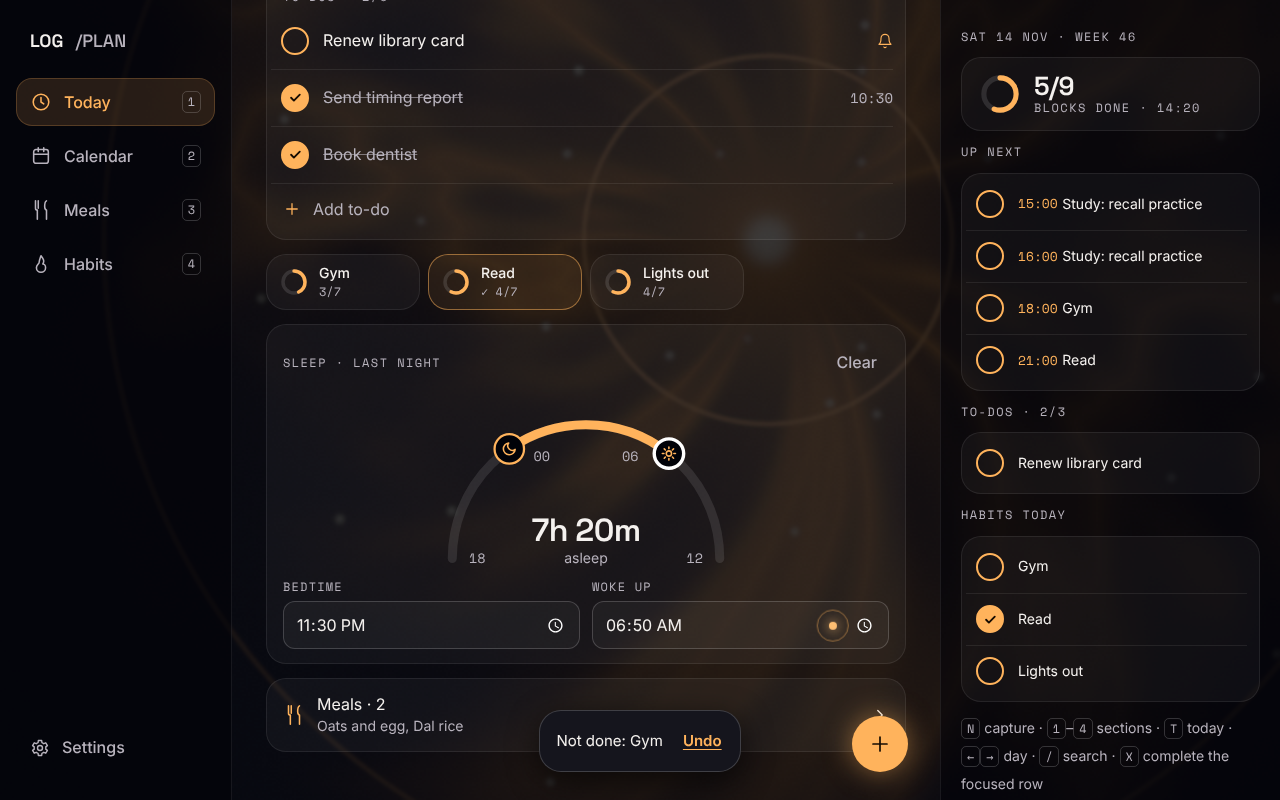 LOG /PLAN
Today 1
Calendar 2
Meals 3
Habits 4
Settings
Renew library card
Send timing report 10:30
Book dentist
+ Add to-do
Gym
3/7
Read
✓ 4/7
Lights out
4/7
SLEEP · LAST NIGHT
Clear
00 06
7h 20m
18 asleep 12
BEDTIME
11:30 PM
WOKE UP
06:50 AM
Meals · 2
Oats and egg, Dal rice
Not done: Gym Undo
SAT 14 NOV · WEEK 46
5/9
BLOCKS DONE · 14:20
UP NEXT
15:00 Study: recall practice
16:00 Study: recall practice
18:00 Gym
21:00 Read
TO-DOS · 2/3
Renew library card
HABITS TODAY
Gym
Read
Lights out
N capture · 1–4 sections · T today ·
←→ day · / search · X complete the
focused row